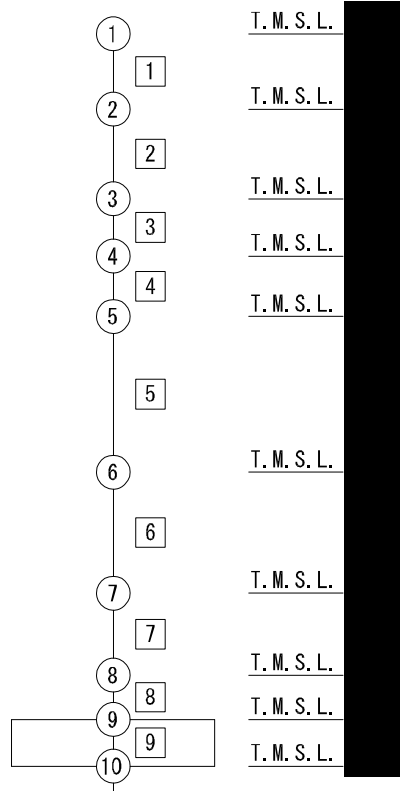 ① T.M.S.L.
1
② T.M.S.L.
2
③ T.M.S.L.
3
④ T.M.S.L.
4
⑤ T.M.S.L.
5
⑥ T.M.S.L.
6
⑦ T.M.S.L.
7
⑧ T.M.S.L.
8
⑨ T.M.S.L.
9
⑩ T.M.S.L.